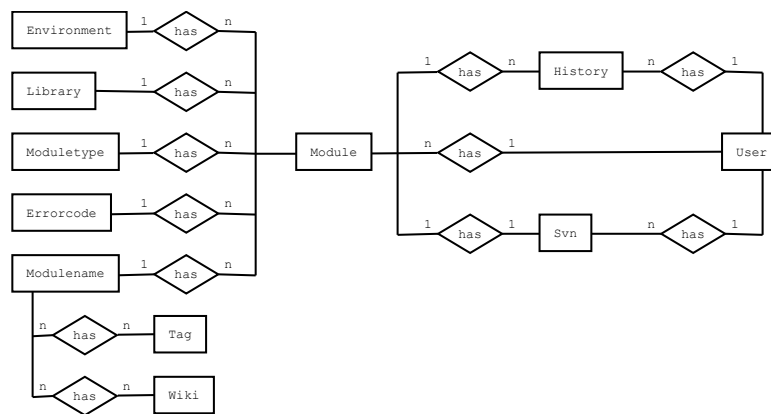 Environment 1 has n
Library 1 has n
Moduletype 1 has n
Errorcode 1 has n
Modulename 1 has n
n has n Tag
n has n Wiki
Module
1 has n History n has 1
n has 1 User
1 has 1 Svn n has 1